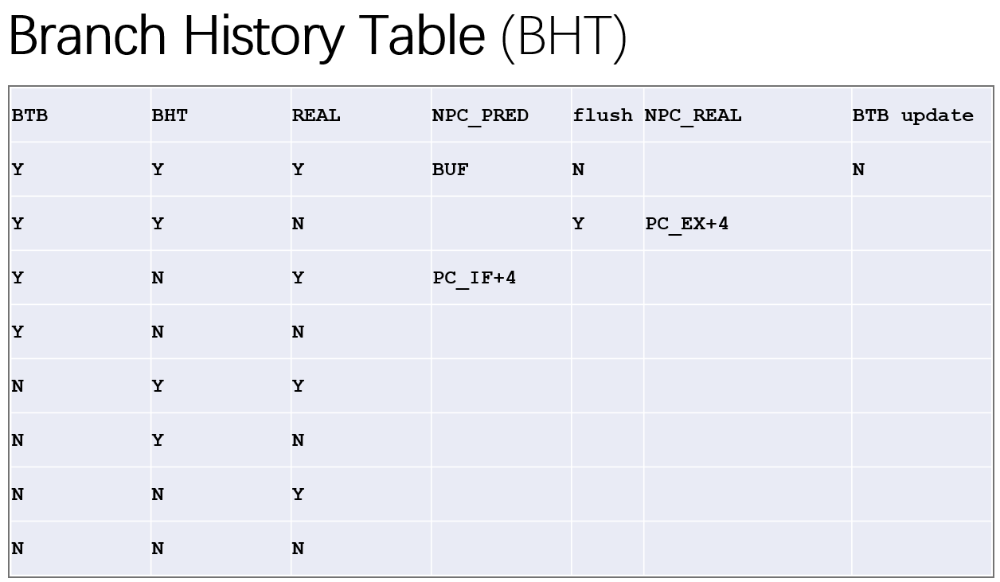 Branch History Table (BHT)
BTB BHT REAL NPC_PRED flush NPC_REAL BTB update
Y Y Y BUF N N
Y Y N Y PC_EX+4
Y N Y PC_IF+4
Y N N
N Y Y
N Y N
N N Y
N N N